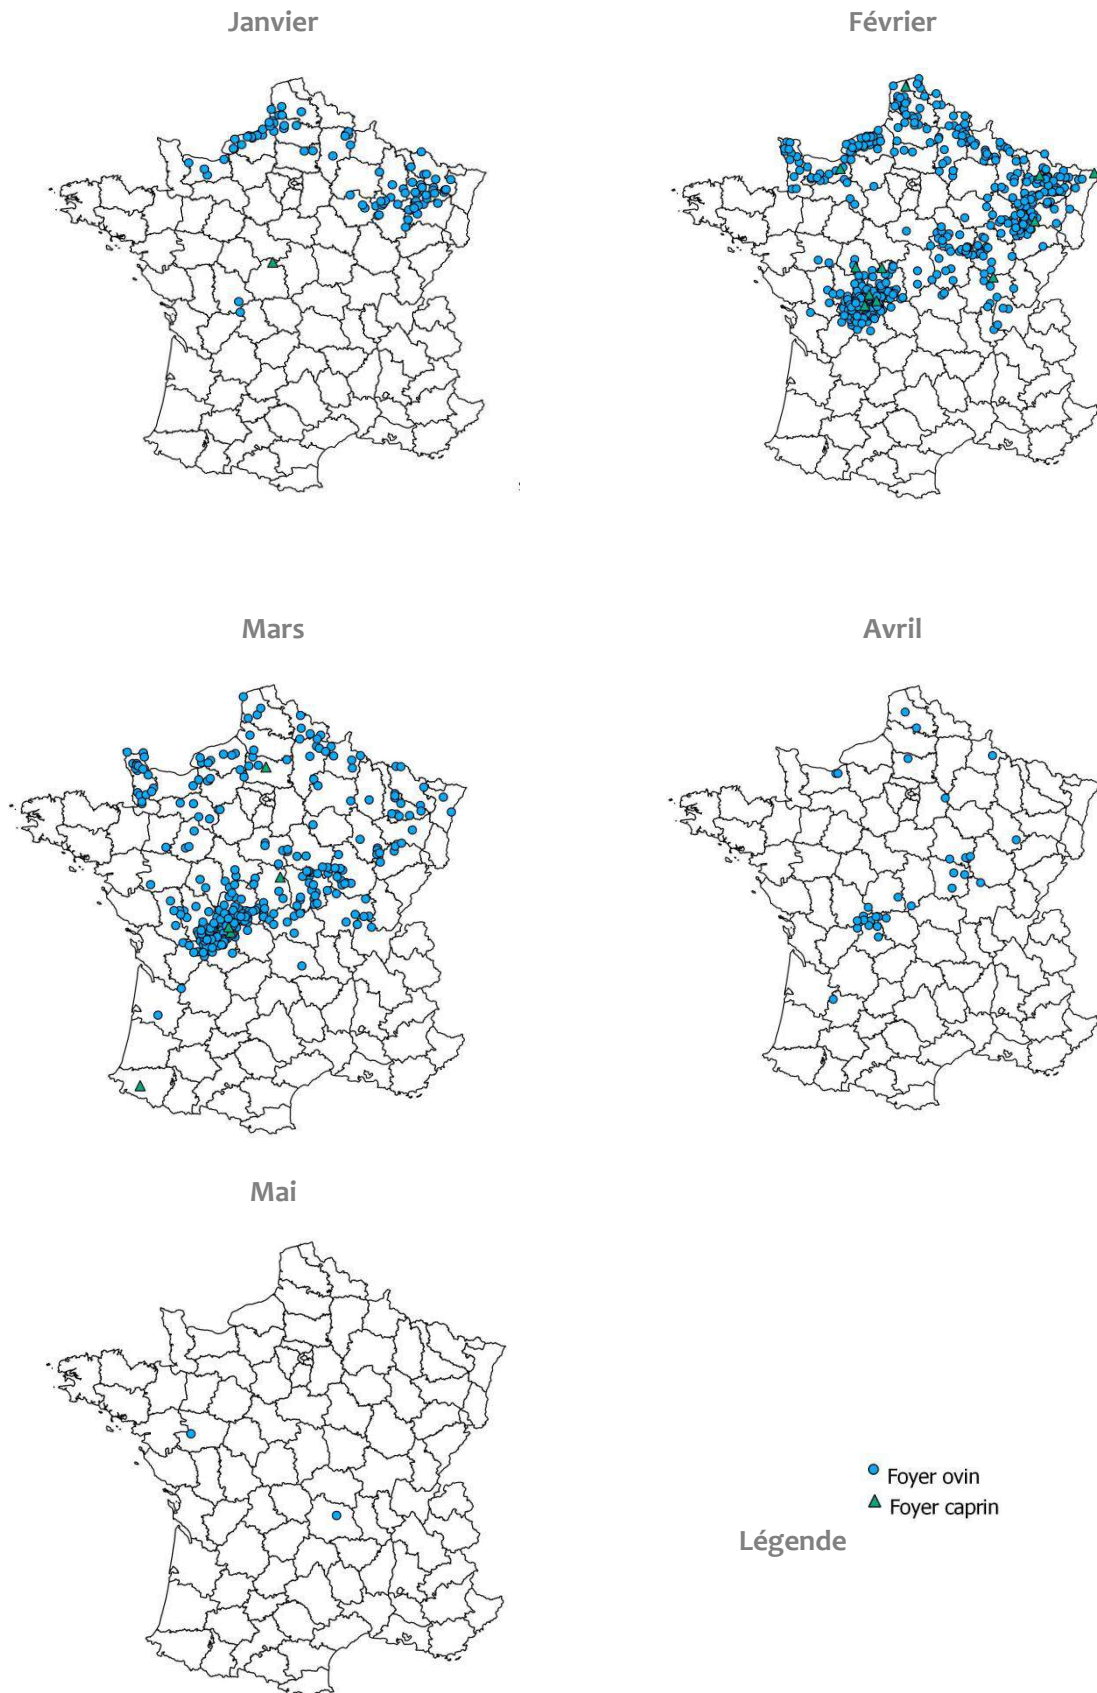 Janvier
Février
Mars
Avril
Mai
Foyer ovin
Foyer caprin
Légende